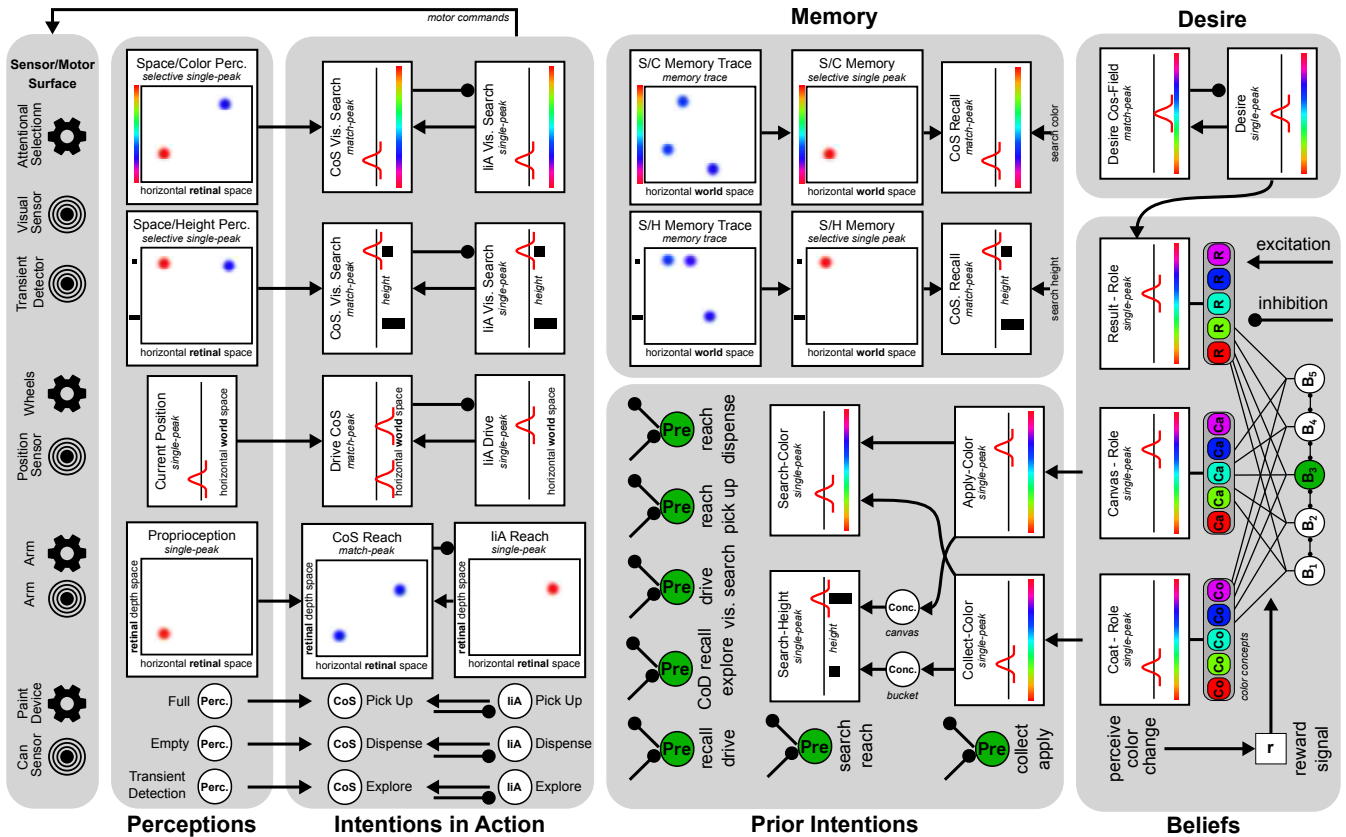 motor commands
Memory
Desire
Sensor/Motor
Surface
Attentional
Selection
Visual
Sensor
Transient
Detector
Wheels
Position
Sensor
Arm
Arm
Paint
Device
Can
Sensor
Space/Color Perc.
selective single-peak
horizontal retinal space
Space/Height Perc.
selective single-peak
horizontal retinal space
Current Position
single-peak
horizontal world space
Proprioception
single-peak
retinal depth space
horizontal retinal space
Full
Perc.
Empty
Perc.
Transient
Detection
Perc.
Perceptions
CoS Vis. Search
match-peak
IiA Vis. Search
single-peak
CoS. Vis. Search
match-peak
height
IiA Vis. Search
single-peak
height
Drive CoS
match-peak
horizontal world space
IiA Drive
single-peak
horizontal world space
CoS Reach
match-peak
horizontal retinal space
retinal depth space
IiA Reach
single-peak
horizontal retinal space
CoS
Pick Up
IiA
Pick Up
CoS
Dispense
IiA
Dispense
CoS
Explore
IiA
Explore
Intentions in Action
S/C Memory Trace
memory trace
horizontal world space
S/C Memory
selective single peak
horizontal world space
CoS Recall
match-peak
search color
S/H Memory Trace
memory trace
horizontal world space
S/H Memory
selective single peak
horizontal world space
CoS. Recall
match-peak
height
search height
Pre
reach
dispense
Pre
reach
pick up
Pre
drive
vis. search
Pre
CoD recall
explore
Pre
recall
drive
Search-Color
single-peak
Apply-Color
single-peak
Search-Height
single-peak
height
Conc.
canvas
Conc.
bucket
Collect-Color
single-peak
Pre
search
reach
Pre
collect
apply
Prior Intentions
Desire Cos-Field
match-peak
Desire
single-peak
Result - Role
single-peak
R
R
R
R
R
excitation
inhibition
Canvas - Role
single-peak
Ca
Ca
Ca
Ca
Ca
Coat - Role
single-peak
Co
Co
Co
Co
Co
color concepts
B5
B4
B3
B2
B1
perceive
color
change
r
reward
signal
Beliefs